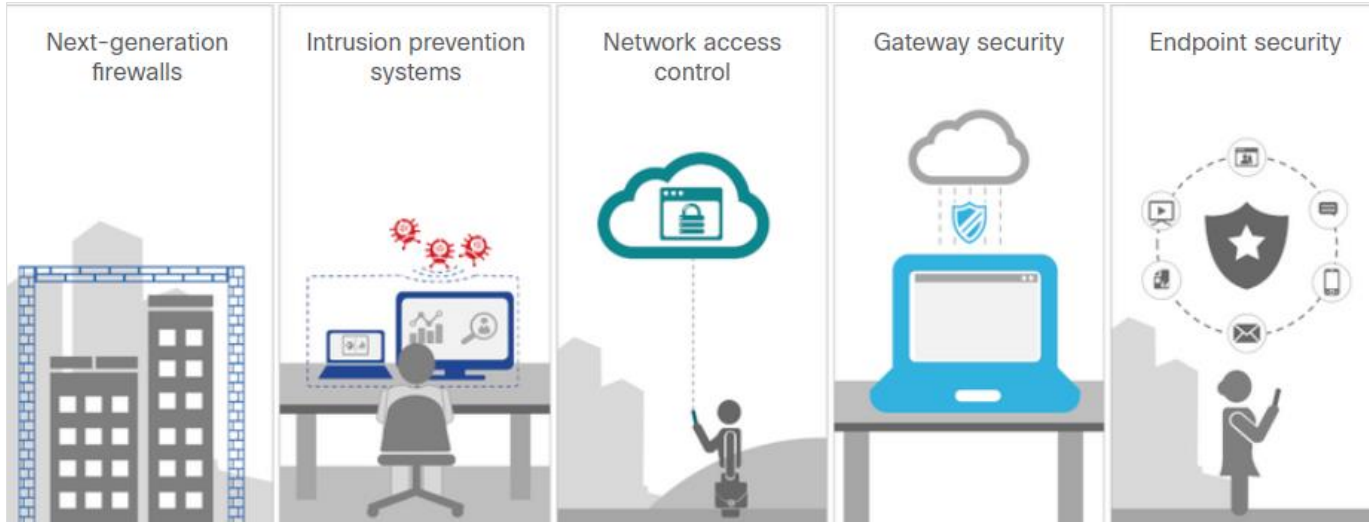 Next-generation
firewalls
Intrusion prevention
systems
Network access
control
Gateway security
Endpoint security